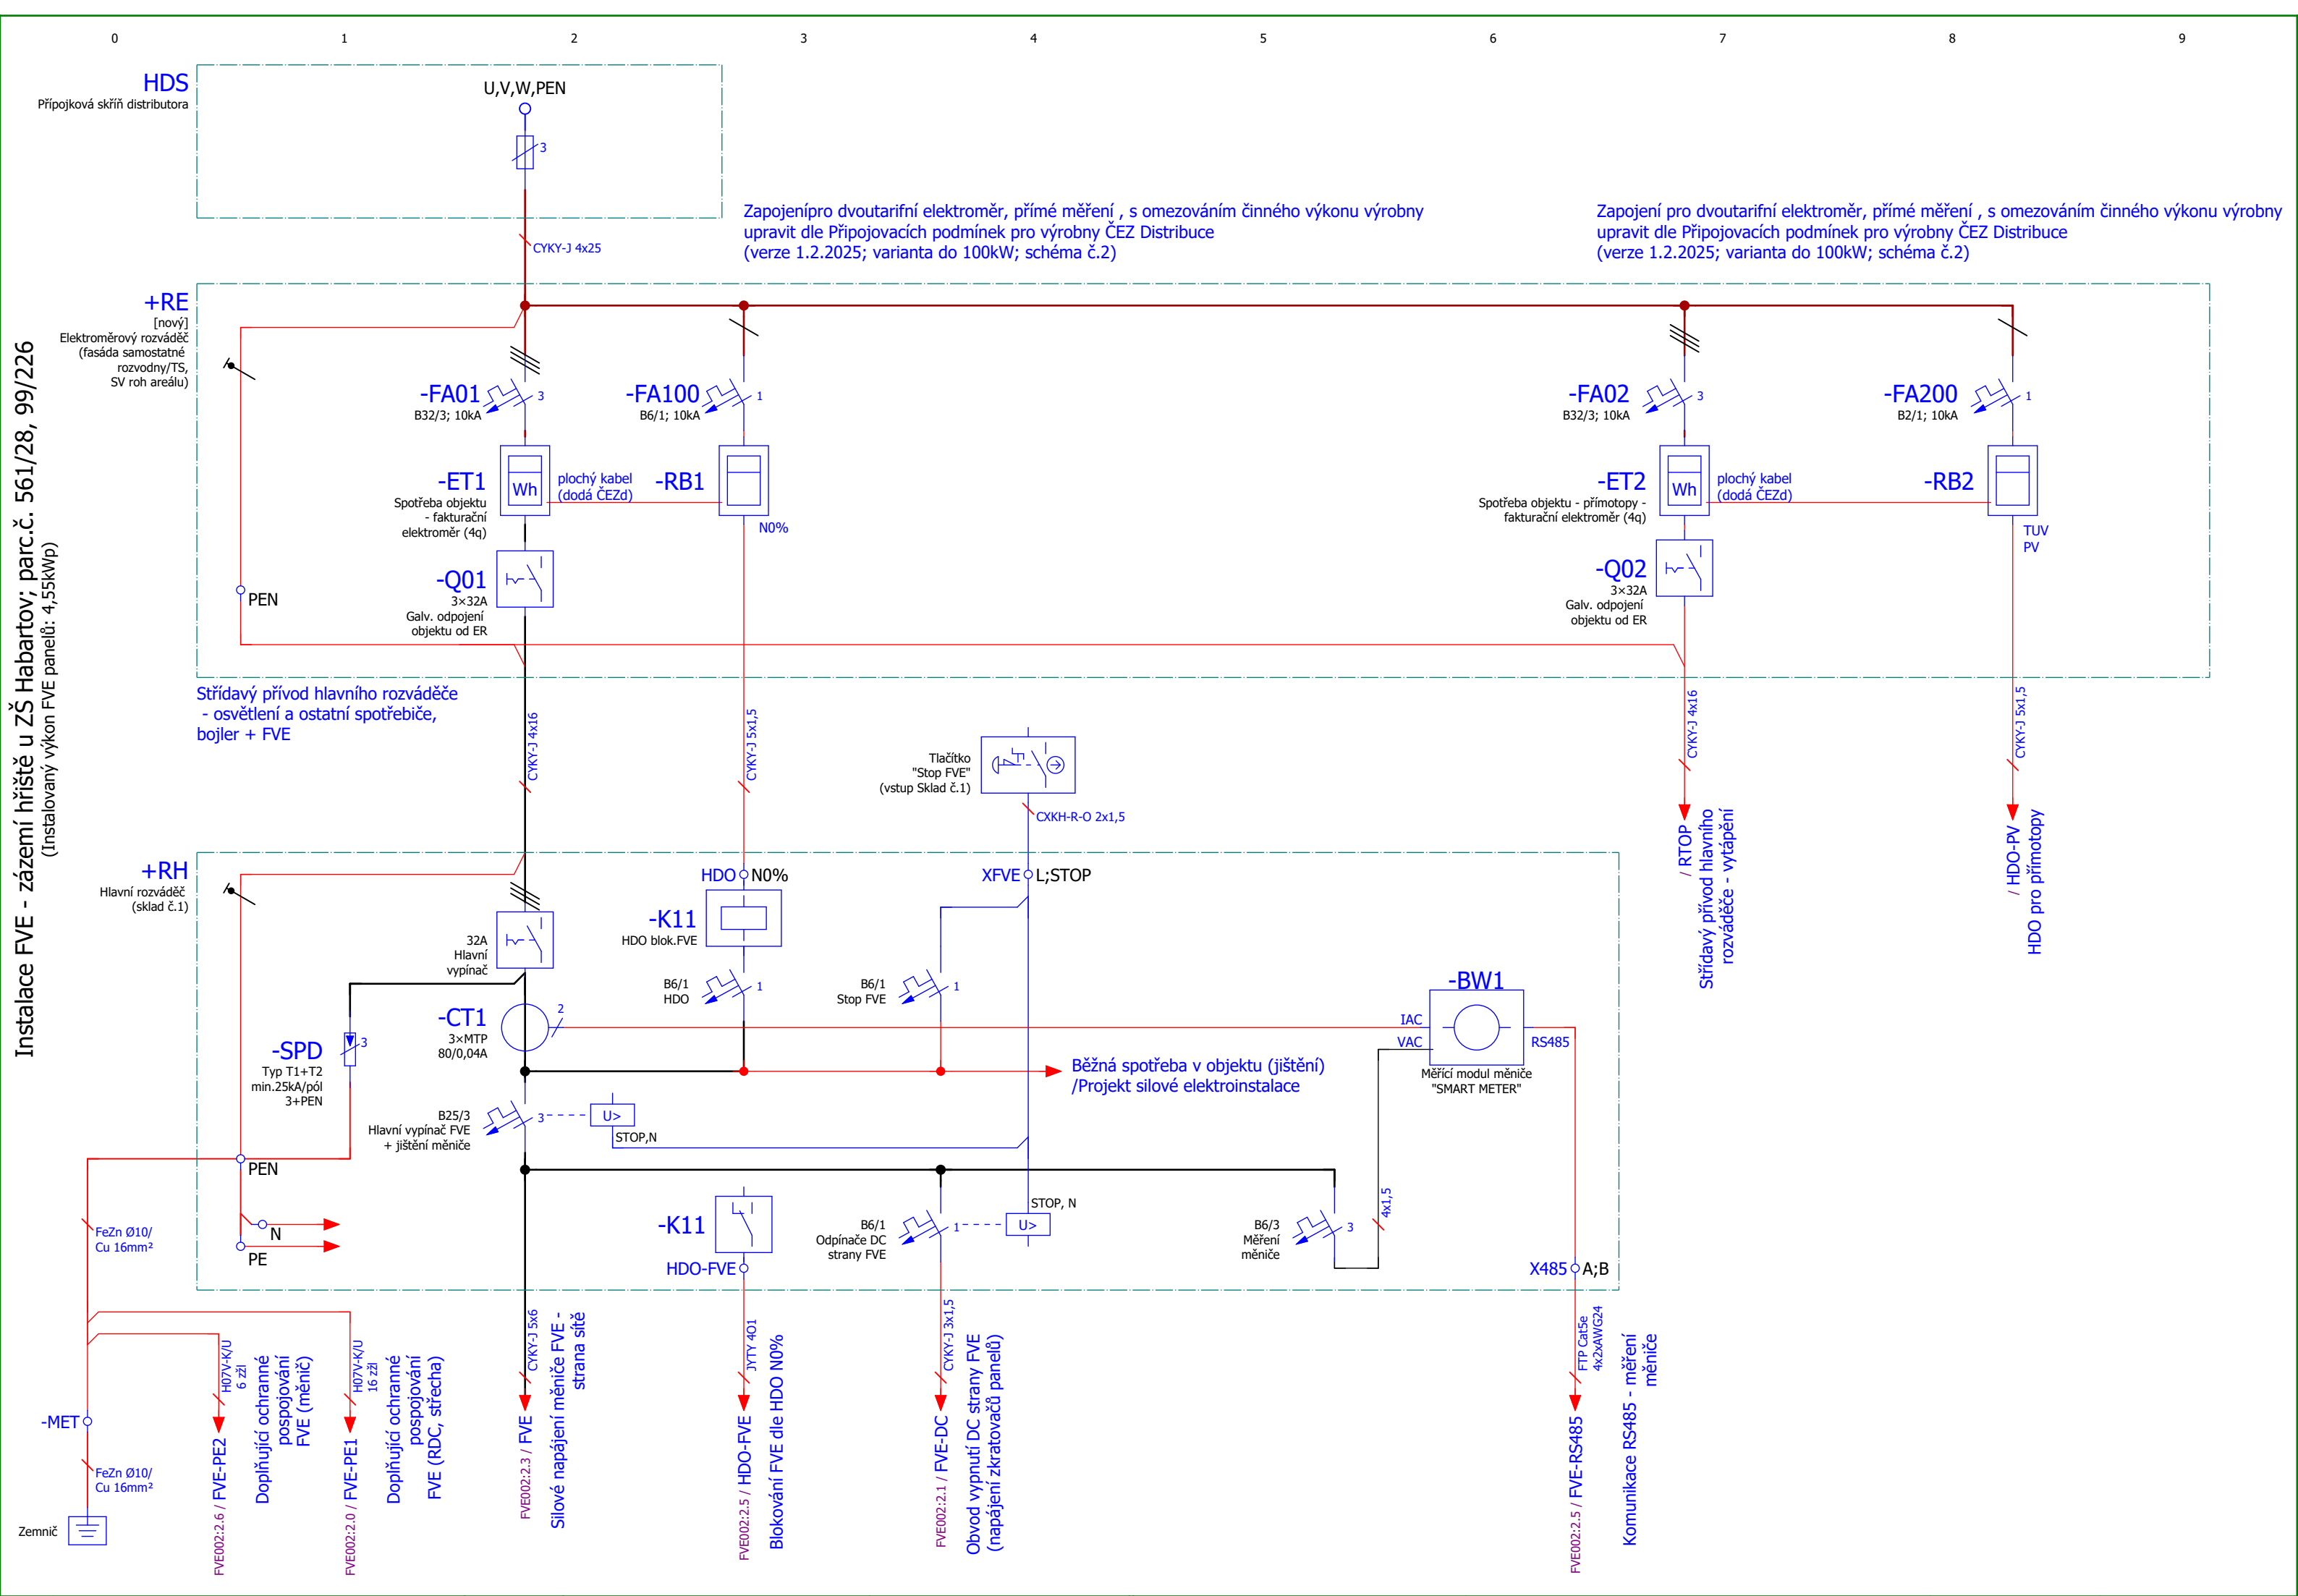 0
1
2
3
4
5
6
7
8
9
Instalace FVE - zázemí hřiště u ZŠ Habartov; parc.č. 561/28, 99/226
(Instalovaný výkon FVE panelů: 4,55kWp)
HDS
Přípojková skříň distributora
U,V,W,PEN
3
CYKY-J 4x25
Zapojenípro dvoutarifní elektroměr, přímé měření , s omezováním činného výkonu výrobny
upravit dle Připojovacích podmínek pro výrobny ČEZ Distribuce
(verze 1.2.2025; varianta do 100kW; schéma č.2)
Zapojení pro dvoutarifní elektroměr, přímé měření , s omezováním činného výkonu výrobny
upravit dle Připojovacích podmínek pro výrobny ČEZ Distribuce
(verze 1.2.2025; varianta do 100kW; schéma č.2)
+RE
[nový]
Elektroměrový rozváděč
(fasáda samostatné
rozvodny/TS,
SV roh areálu)
-FA01
B32/3; 10kA
3
-FA100
B6/1; 10kA
1
-FA02
B32/3; 10kA
3
-FA200
B2/1; 10kA
1
-ET1
Spotřeba objektu
- fakturační
elektroměr (4q)
Wh
plochý kabel
(dodá ČEZd)
-RB1
N0%
-ET2
Spotřeba objektu - přímotopy -
fakturační elektroměr (4q)
Wh
plochý kabel
(dodá ČEZd)
-RB2
TUV
PV
-Q01
3×32A
Galv. odpojení
objektu od ER
-Q02
3×32A
Galv. odpojení
objektu od ER
PEN
Střídavý přívod hlavního rozváděče
- osvětlení a ostatní spotřebiče,
bojler + FVE
CYKY-J 4x16
CYKY-J 5x1,5
Tlačítko
"Stop FVE"
(vstup Sklad č.1)
CXKH-R-O 2x1,5
CYKY-J 4x16
CYKY-J 5x1,5
/ RTOP
Střídavý přívod hlavního
rozváděče - vytápění
/ HDO-PV
HDO pro přímotopy
+RH
Hlavní rozváděč
(sklad č.1)
HDO
N0%
XFVE
L;STOP
-K11
HDO blok.FVE
32A
Hlavní
vypínač
B6/1
HDO
1
B6/1
Stop FVE
1
-CT1
3×MTP
80/0,04A
2
-BW1
IAC
VAC
RS485
Měřící modul měniče
"SMART METER"
-SPD
Typ T1+T2
min.25kA/pól
3+PEN
3
Běžná spotřeba v objektu (jištění)
/Projekt silové elektroinstalace
B25/3
Hlavní vypínač FVE
+ jištění měniče
3
U>
STOP,N
PEN
N
PE
-K11
HDO-FVE
B6/1
Odpínače DC
strany FVE
1
U>
STOP, N
B6/3
Měření
měniče
3
4x1,5
X485
A;B
FeZn Ø10/
Cu 16mm²
-MET
FeZn Ø10/
Cu 16mm²
Zemnič
H07V-K/U
6 zžl
FVE002:2.6 / FVE-PE2
Doplňující ochranné
pospojování
FVE (měnič)
H07V-K/U
16 zžl
FVE002:2.0 / FVE-PE1
Doplňující ochranné
pospojování
FVE (RDC, střecha)
CYKY-J 5x6
FVE002:2.3 / FVE
Silové napájení měniče FVE -
strana sítě
JYTY 4O1
FVE002:2.5 / HDO-FVE
Blokování FVE dle HDO N0%
CYKY-J 3x1,5
FVE002:2.1 / FVE-DC
Obvod vypnutí DC strany FVE
(napájení zkratovačů panelů)
FTP Cat5e
4x2xAWG24
FVE002:2.5 / FVE-RS485
Komunikace RS485 - měření
měniče